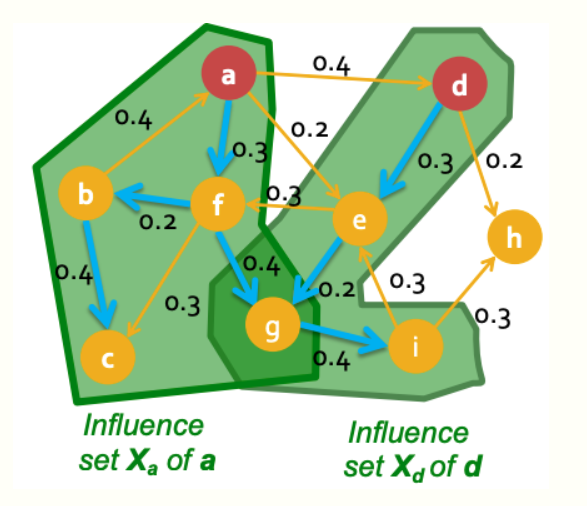 a
0.4
d
0.4
0.2
0.3
0.3
0.2
b
f
0.3
e
h
0.2
0.4
0.4
0.3
0.3
0.2
g
0.3
i
0.4
c
Influence
set Xa of a
Influence
set Xd of d